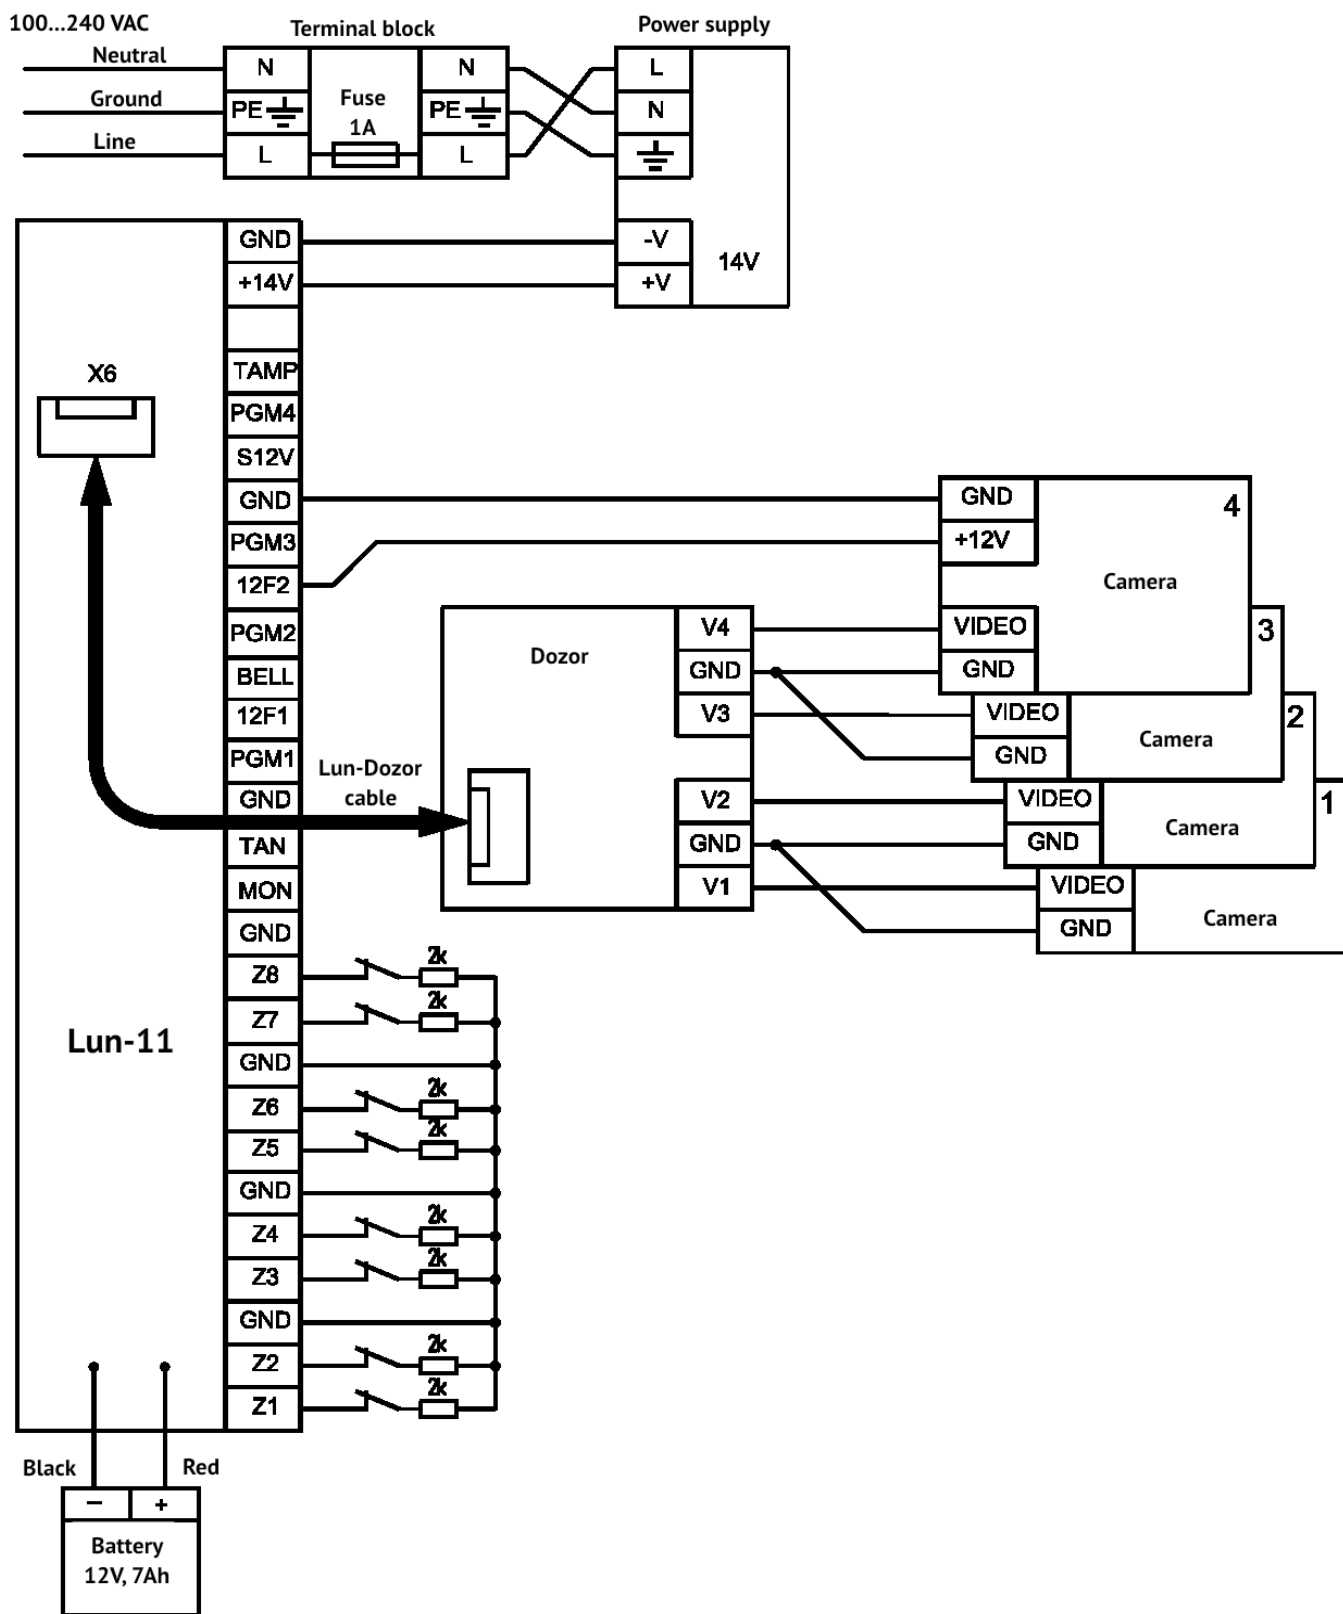 100...240 VAC
Neutral
Ground
Line
Terminal block
N
PE
L
Fuse
1A
N
PE
L
Power supply
L
N
-V
+V
14V
GND
+14V
TAMP
PGM4
S12V
GND
PGM3
12F2
PGM2
BELL
12F1
PGM1
GND
TAN
MON
GND
Z8
Z7
GND
Z6
Z5
GND
Z4
Z3
GND
Z2
Z1
X6
Lun-11
Lun-Dozor
cable
Dozor
V4
GND
V3
V2
GND
V1
GND
+12V
VIDEO
GND
4
Camera
VIDEO
GND
3
Camera
VIDEO
GND
2
Camera
VIDEO
GND
1
Camera
2k
2k
2k
2k
2k
2k
2k
2k
Black
Red
–
+
Battery
12V, 7Ah